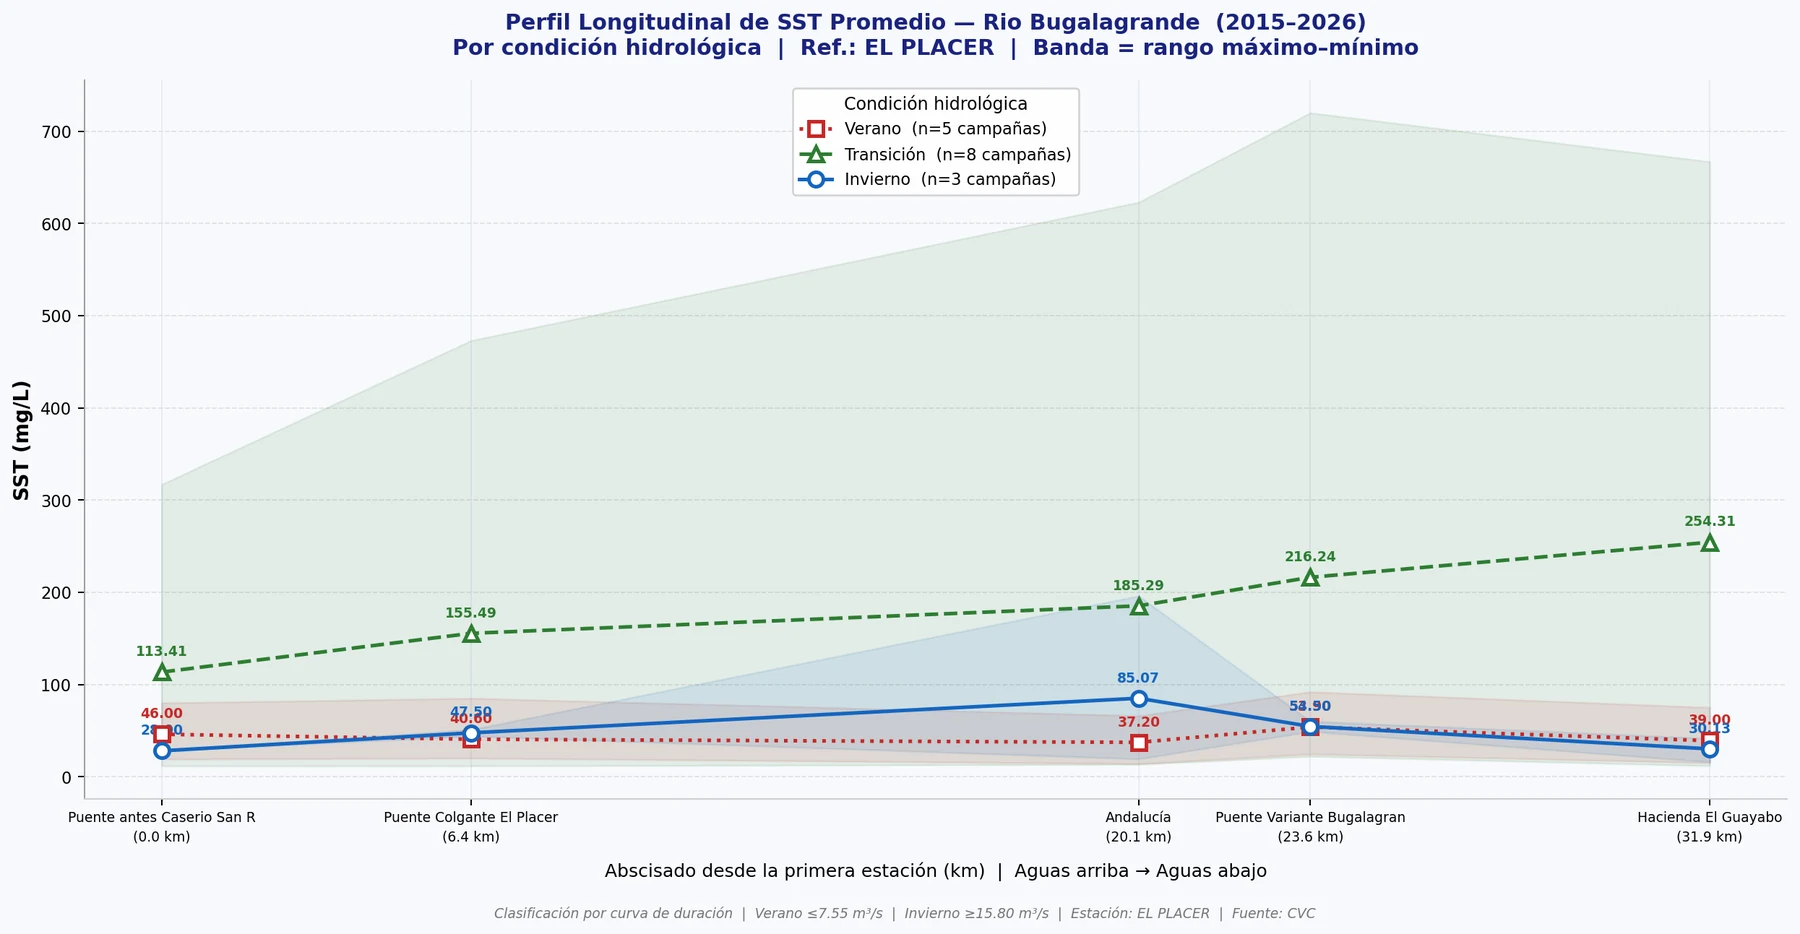 Perfil Longitudinal de SST Promedio — Rio Bugalagrande (2015–2026)
Por condición hidrológica | Ref.: EL PLACER | Banda = rango máximo–mínimo
Condición hidrológica
Verano (n=5 campañas)
Transición (n=8 campañas)
Invierno (n=3 campañas)
SST (mg/L)
700
600
500
400
300
200
100
0
113.41
155.49
185.29
216.24
254.31
46.00
47.50
40.60
85.07
37.20
39.00
30.13
Puente antes Caserio San R
(0.0 km)
Puente Colgante El Placer
(6.4 km)
Andalucía
(20.1 km)
Puente Variante Bugalagran
(23.6 km)
Hacienda El Guayabo
(31.9 km)
Abscisado desde la primera estación (km) | Aguas arriba → Aguas abajo
Clasificación por curva de duración | Verano ≤7.55 m³/s | Invierno ≥15.80 m³/s | Estación: EL PLACER | Fuente: CVC